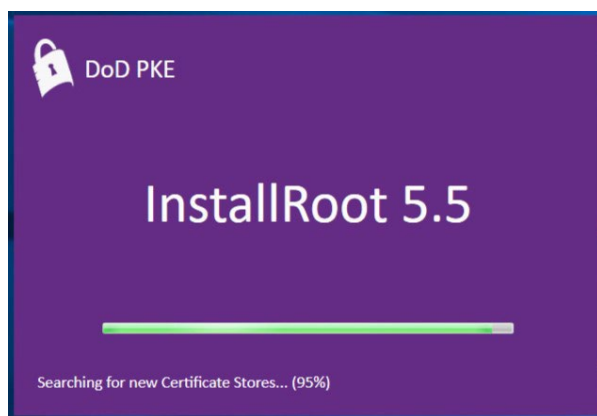 DoD PKE
InstallRoot 5.5
Searching for new Certificate Stores... (95%)